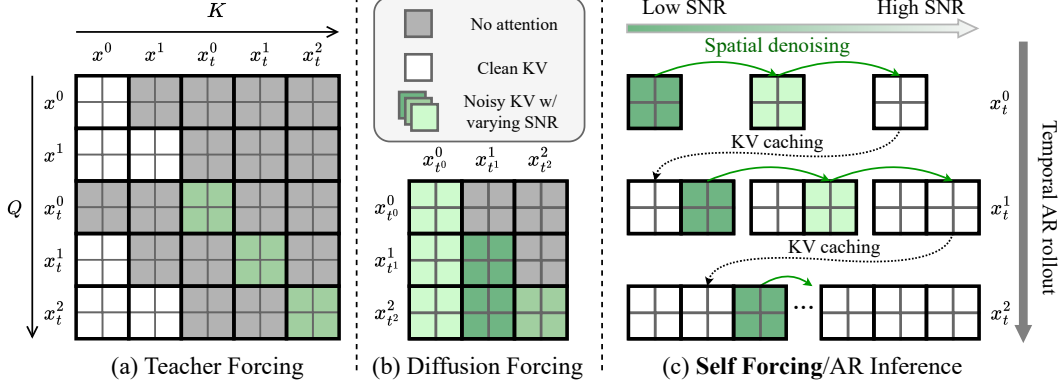 K
x^0 x^1 x_t^0 x_t^1 x_t^2
Q
x^0
x^1
x_t^0
x_t^1
x_t^2
(a) Teacher Forcing
No attention
Clean KV
Noisy KV w/
varying SNR
x_{t^0}^0 x_{t^1}^1 x_{t^2}^2
x_{t^0}^0
x_{t^1}^1
x_{t^2}^2
(b) Diffusion Forcing
Low SNR High SNR
Spatial denoising
x_t^0
KV caching
x_t^1
KV caching
...
x_t^2
Temporal AR rollout
(c) Self Forcing/AR Inference